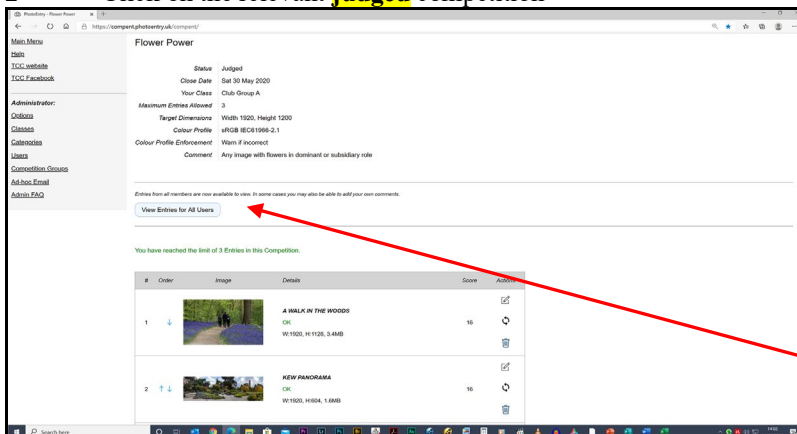 2 Click on the relevant judged competition
PhotoEntry - Flower Power
https://compent.photoentry.uk/compent/
Main Menu
Help
TCC website
TCC Facebook
Administrator:
Options
Classes
Categories
Users
Competition Groups
Ad-hoc Email
Admin FAQ
Flower Power
Status Judged
Close Date Sat 30 May 2020
Your Class Club Group A
Maximum Entries Allowed 3
Target Dimensions Width 1920, Height 1200
Colour Profile sRGB IEC61966-2.1
Colour Profile Enforcement Warn if incorrect
Comment Any image with flowers in dominant or subsidiary role
Entries from all members are now available to view. In some cases you may also be able to add your own comments.
View Entries for All Users
You have reached the limit of 3 Entries in this Competition.
# Order Image Details Score Actions
1 A WALK IN THE WOODS
OK 16
W:1920, H:1126, 3.4MB
2 KEW PANORAMA
OK 16
W:1920, H:604, 1.6MB
Search here